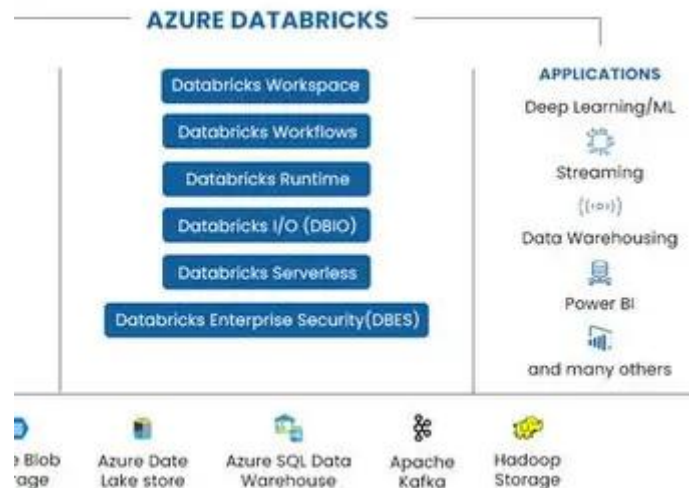 AZURE DATABRICKS
Databricks Workspace
Databricks Workflows
Databricks Runtime
Databricks I/O (DBIO)
Databricks Serverless
Databricks Enterprise Security(DBES)
APPLICATIONS
Deep Learning/ML
Streaming
Data Warehousing
Power BI
and many others
Blob
Azure Date
Lake store
Azure SQL Data
Warehouse
Apache
Kafka
Hadoop
Storage